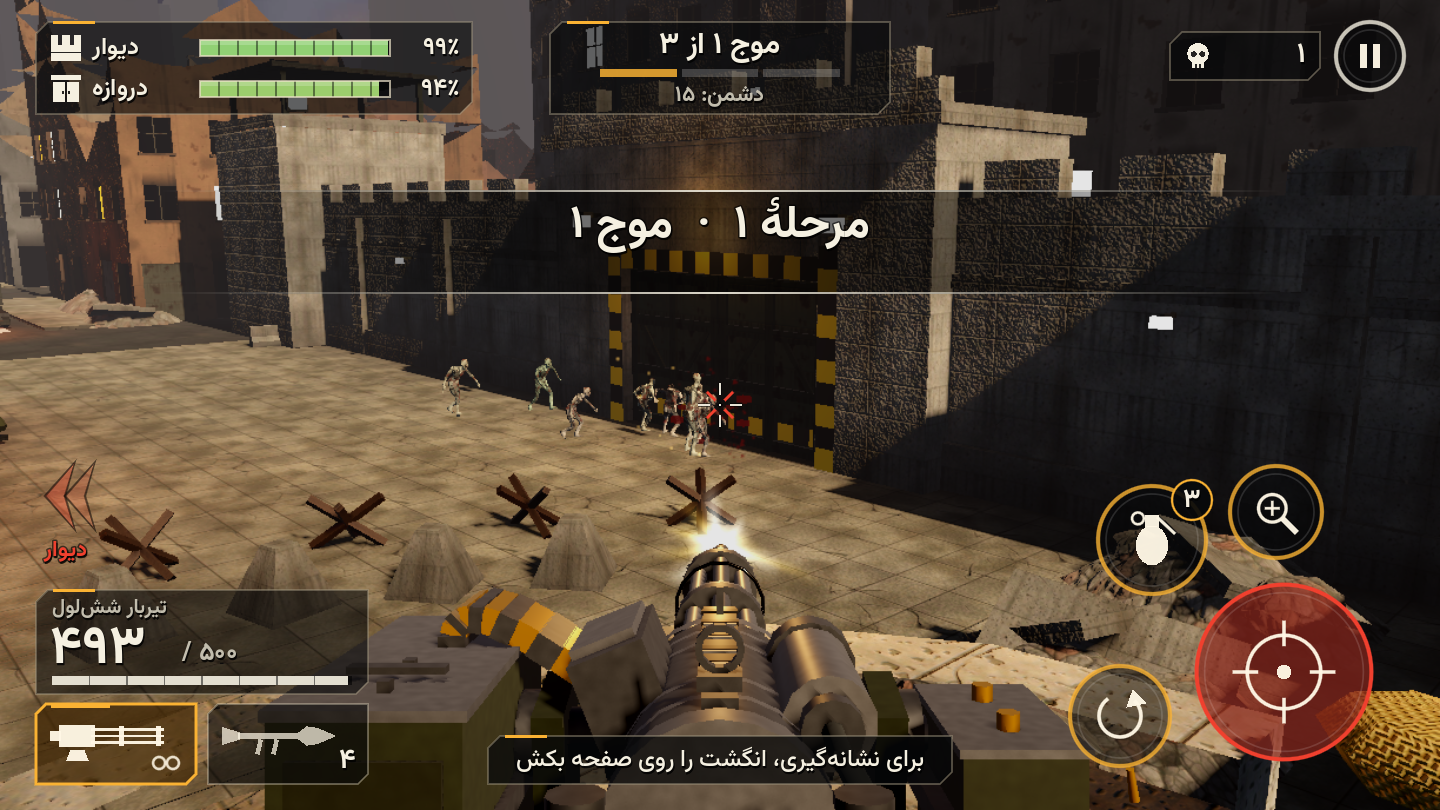 دیوار ۹۹٪
دروازه ۹۴٪
موج ۱ از ۳
دشمن: ۱۵
۱
مرحلهٔ ۱ · موج ۱
دیوار
۳
تیربار شش‌لول
۴۹۳ / ۵۰۰
∞
۴
برای نشانه‌گیری، انگشت را روی صفحه بکش